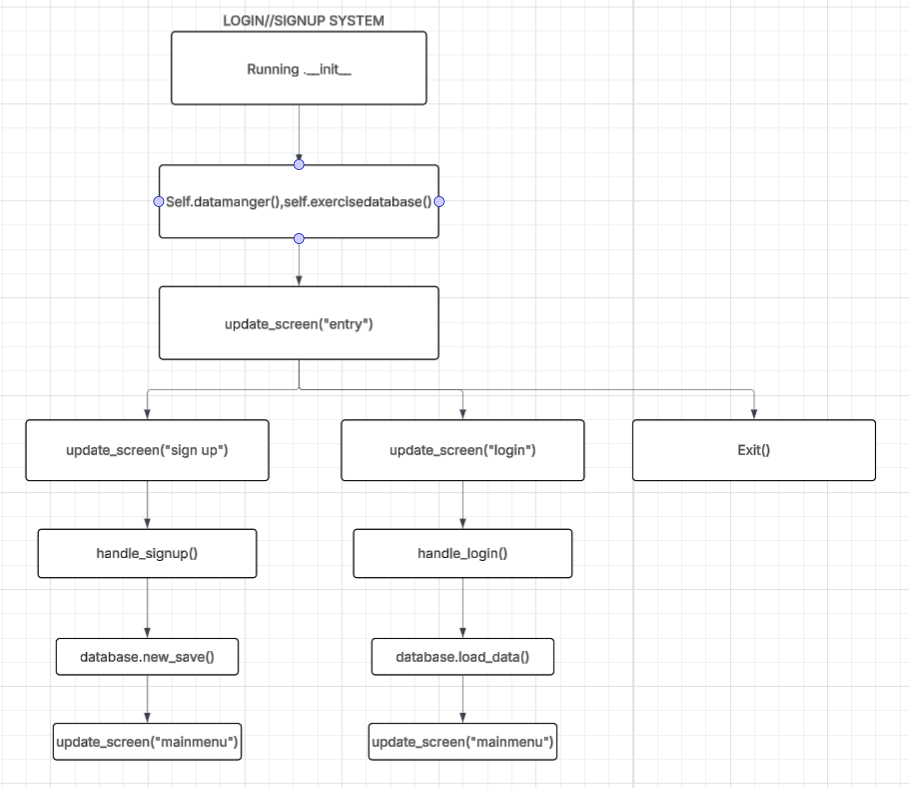 LOGIN//SIGNUP SYSTEM
Running .__init__
Self.datamanger(),self.exercisedatabase()
update_screen("entry")
update_screen("sign up")
update_screen("login")
Exit()
handle_signup()
handle_login()
database.new_save()
database.load_data()
update_screen("mainmenu")
update_screen("mainmenu")